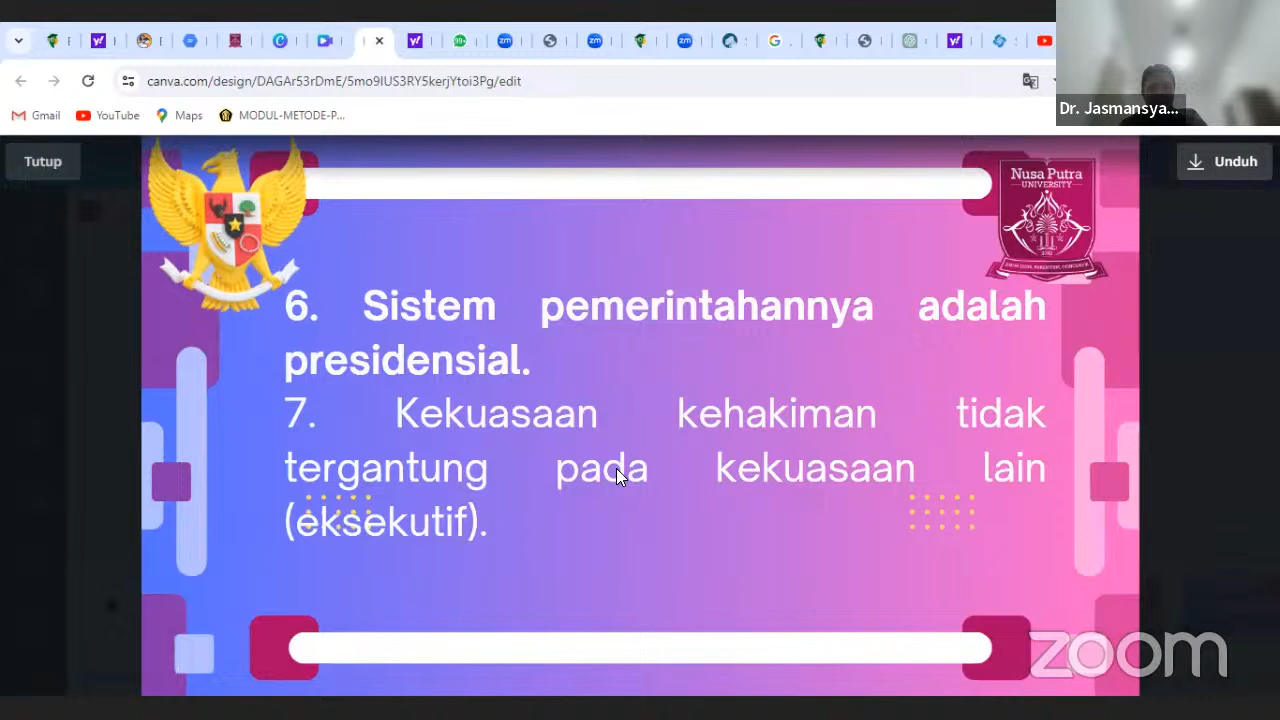 canva.com/design/DAGAr53rDmE/5mo9IUS3RY5kerjYtoi3Pg/edit
Gmail YouTube Maps MODUL-METODE-P...
Dr. Jasmansya...
Tutup
Unduh
Nusa Putra
UNIVERSITY
6. Sistem pemerintahannya adalah
presidensial.
7. Kekuasaan kehakiman tidak
tergantung pada kekuasaan lain
(eksekutif).
zoom